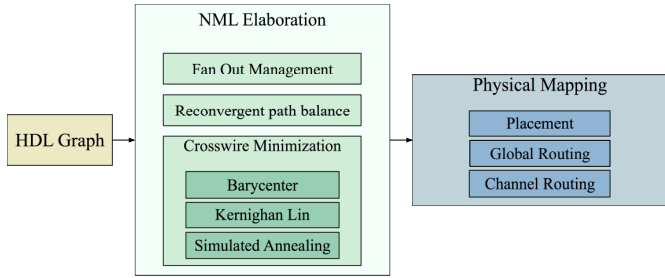 HDL Graph
NML Elaboration
Fan Out Management
Reconvergent path balance
Crosswire Minimization
Barycenter
Kernighan Lin
Simulated Annealing
Physical Mapping
Placement
Global Routing
Channel Routing